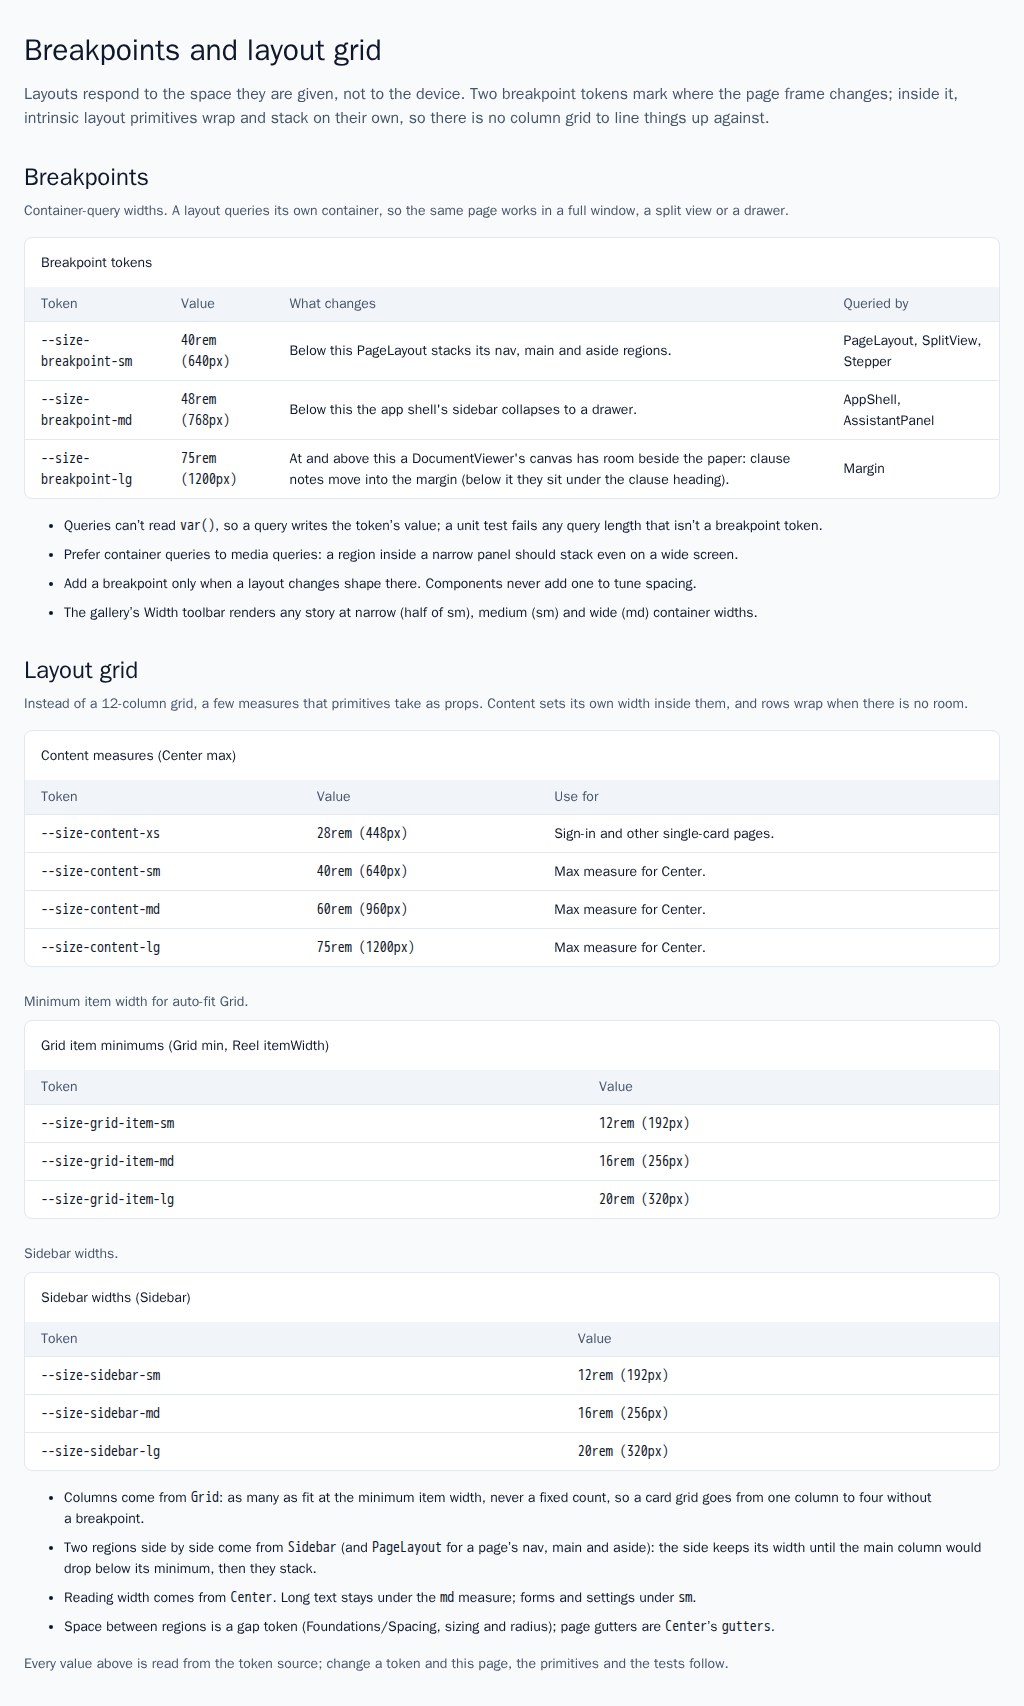 Breakpoints and layout grid
Layouts respond to the space they are given, not to the device. Two breakpoint tokens mark where the page frame changes; inside it,
intrinsic layout primitives wrap and stack on their own, so there is no column grid to line things up against.
Breakpoints
Container-query widths. A layout queries its own container, so the same page works in a full window, a split view or a drawer.
Breakpoint tokens
Token Value What changes Queried by
--size-
breakpoint-sm
40rem
(640px)
Below this PageLayout stacks its nav, main and aside regions.
PageLayout, SplitView,
Stepper
--size-
breakpoint-md
48rem
(768px)
Below this the app shell's sidebar collapses to a drawer.
AppShell,
AssistantPanel
--size-
breakpoint-lg
75rem
(1200px)
At and above this a DocumentViewer's canvas has room beside the paper: clause
notes move into the margin (below it they sit under the clause heading).
Margin
• Queries can’t read var(), so a query writes the token’s value; a unit test fails any query length that isn’t a breakpoint token.
• Prefer container queries to media queries: a region inside a narrow panel should stack even on a wide screen.
• Add a breakpoint only when a layout changes shape there. Components never add one to tune spacing.
• The gallery’s Width toolbar renders any story at narrow (half of sm), medium (sm) and wide (md) container widths.
Layout grid
Instead of a 12-column grid, a few measures that primitives take as props. Content sets its own width inside them, and rows wrap when there is no room.
Content measures (Center max)
Token Value Use for
--size-content-xs 28rem (448px) Sign-in and other single-card pages.
--size-content-sm 40rem (640px) Max measure for Center.
--size-content-md 60rem (960px) Max measure for Center.
--size-content-lg 75rem (1200px) Max measure for Center.
Minimum item width for auto-fit Grid.
Grid item minimums (Grid min, Reel itemWidth)
Token Value
--size-grid-item-sm 12rem (192px)
--size-grid-item-md 16rem (256px)
--size-grid-item-lg 20rem (320px)
Sidebar widths.
Sidebar widths (Sidebar)
Token Value
--size-sidebar-sm 12rem (192px)
--size-sidebar-md 16rem (256px)
--size-sidebar-lg 20rem (320px)
• Columns come from Grid: as many as fit at the minimum item width, never a fixed count, so a card grid goes from one column to four without
a breakpoint.
• Two regions side by side come from Sidebar (and PageLayout for a page’s nav, main and aside): the side keeps its width until the main column would
drop below its minimum, then they stack.
• Reading width comes from Center. Long text stays under the md measure; forms and settings under sm.
• Space between regions is a gap token (Foundations/Spacing, sizing and radius); page gutters are Center’s gutters.
Every value above is read from the token source; change a token and this page, the primitives and the tests follow.